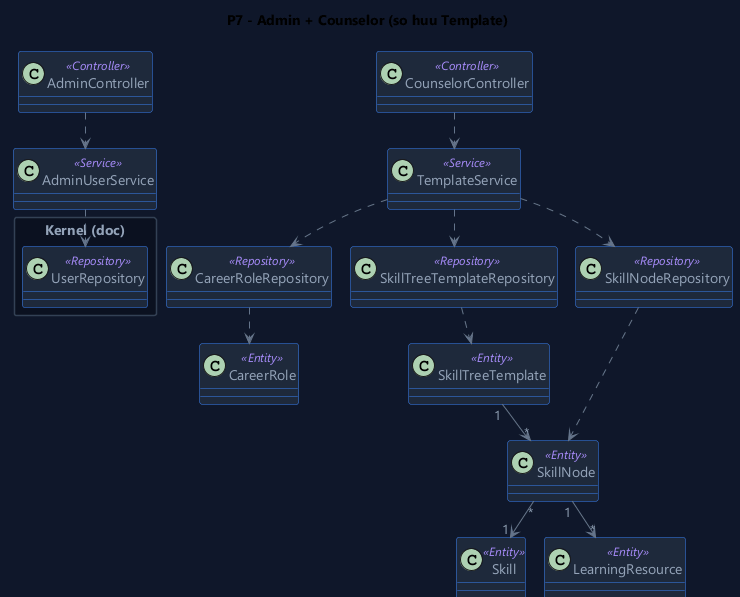 P7 - Admin + Counselor (so huu Template)
C «Controller» AdminController
C «Controller» CounselorController
C «Service» AdminUserService
C «Service» TemplateService
Kernel (doc)
C «Repository» UserRepository
C «Repository» CareerRoleRepository
C «Repository» SkillTreeTemplateRepository
C «Repository» SkillNodeRepository
C «Entity» CareerRole
C «Entity» SkillTreeTemplate
1
*
C «Entity» SkillNode
*
1
1
*
C «Entity» Skill
C «Entity» LearningResource